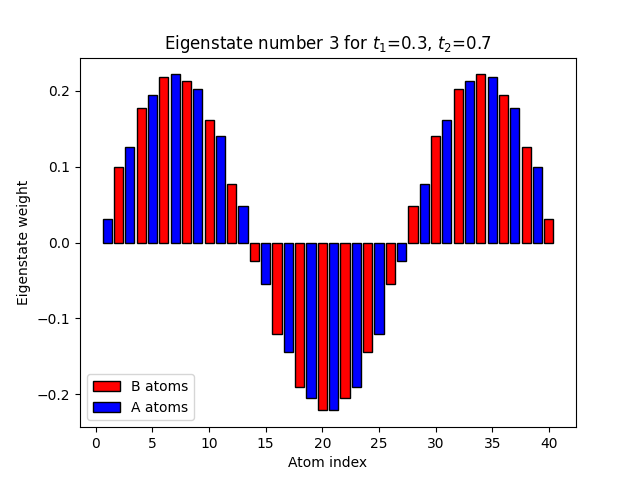 Eigenstate number 3 for t₁=0.3, t₂=0.7
Eigenstate weight
0.2
0.1
0.0
−0.1
−0.2
B atoms
A atoms
0 5 10 15 20 25 30 35 40
Atom index